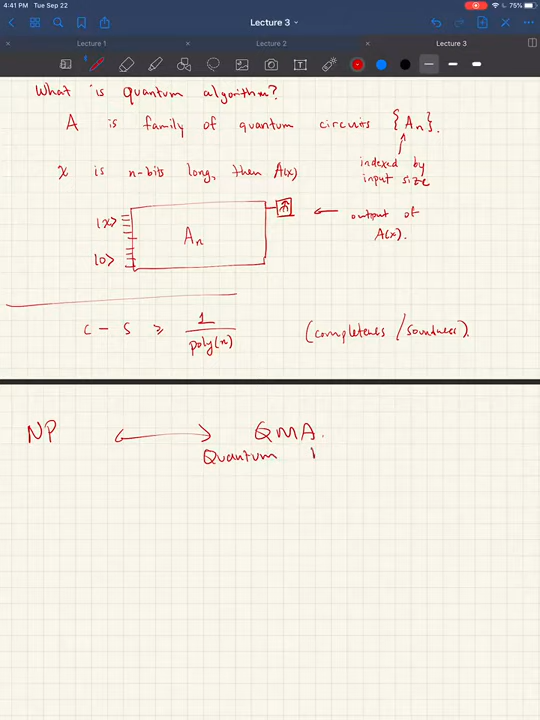 4:41 PM Tue Sep 22
75%
Lecture 3
Lecture 1
Lecture 2
Lecture 3
What is quantum algorithm?
A is family of quantum circuits {Aₙ}.
indexed by
input size
x is n-bits long, then A(x)
|x>
|0>
Aₙ
output of
A(x).
c - s ≥ 1/poly(n) (completeness/soundness).
NP ⟷ QMA.
Quantum